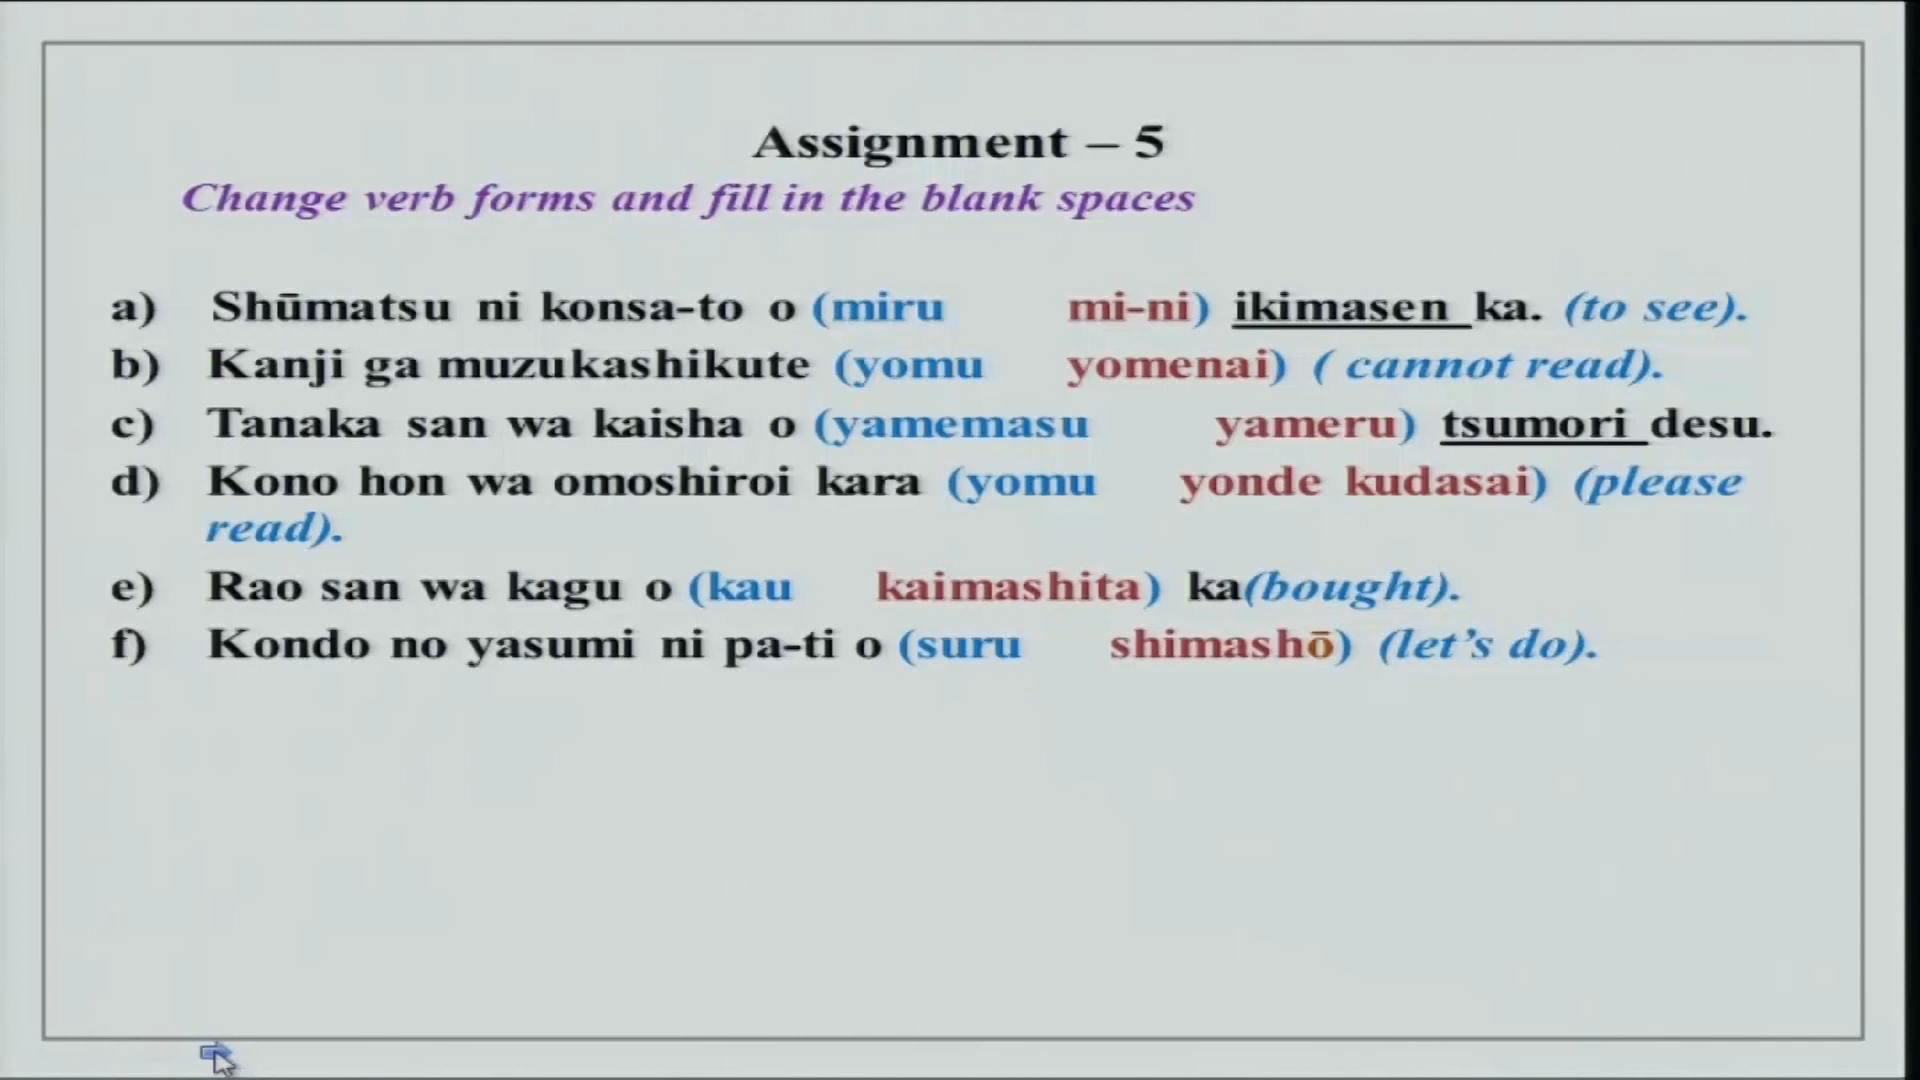 Assignment – 5
Change verb forms and fill in the blank spaces
a) Shūmatsu ni konsa-to o (miru mi-ni) ikimasen ka. (to see).
b) Kanji ga muzukashikute (yomu yomenai) ( cannot read).
c) Tanaka san wa kaisha o (yamemasu yameru) tsumori desu.
d) Kono hon wa omoshiroi kara (yomu yonde kudasai) (please
read).
e) Rao san wa kagu o (kau kaimashita) ka(bought).
f) Kondo no yasumi ni pa-ti o (suru shimashō) (let’s do).